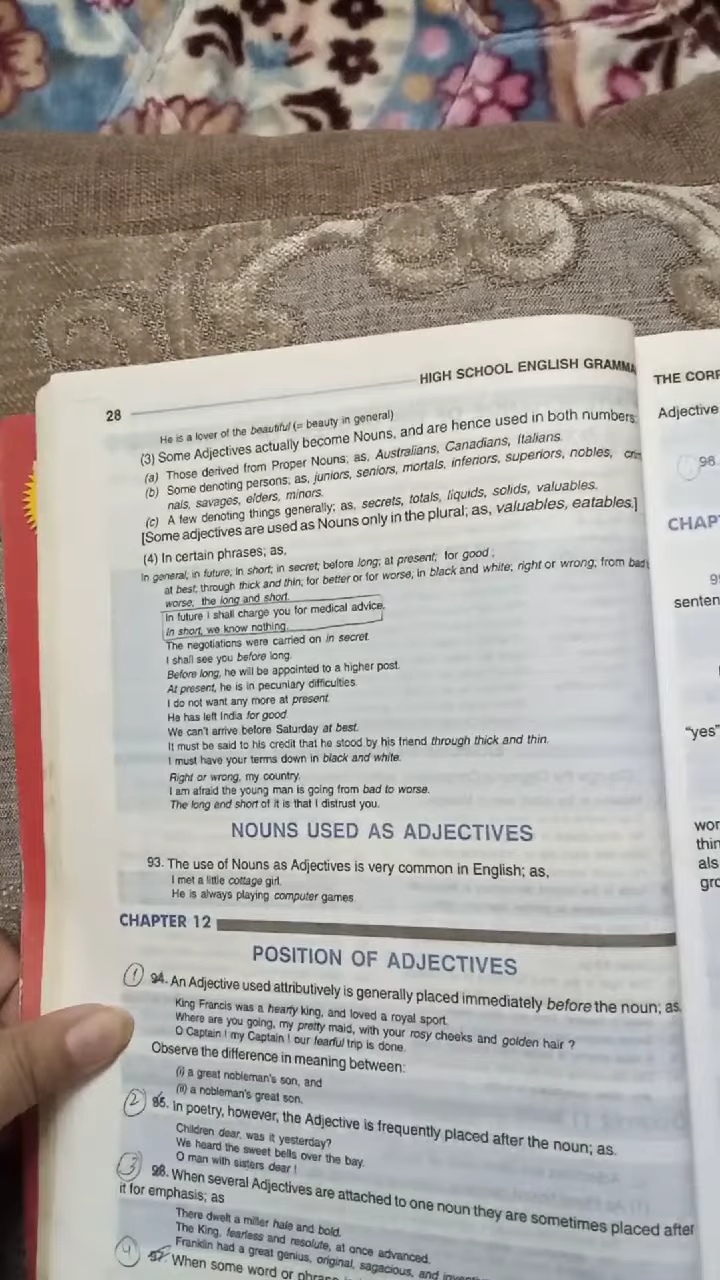 28
HIGH SCHOOL ENGLISH GRAMMA
He is a lover of the beautiful (= beauty in general)
(3) Some Adjectives actually become Nouns, and are hence used in both numbers:
(a) Those derived from Proper Nouns; as, Australians, Canadians, Italians.
(b) Some denoting persons; as, juniors, seniors, mortals, inferiors, superiors, nobles,
nals, savages, elders, minors.
(c) A few denoting things generally; as, secrets, totals, liquids, solids, valuables.
[Some adjectives are used as Nouns only in the plural; as, valuables, eatables.]
(4) In certain phrases; as,
In general; in future; in short; in secret; before long; at present; for good;
at best; through thick and thin; for better or for worse; in black and white; right or wrong; from bad
worse; the long and short.
In future I shall charge you for medical advice.
In short, we know nothing.
The negotiations were carried on in secret.
I shall see you before long.
Before long, he will be appointed to a higher post.
At present, he is in pecuniary difficulties.
I do not want any more at present.
He has left India for good.
We can't arrive before Saturday at best.
It must be said to his credit that he stood by his friend through thick and thin.
I must have your terms down in black and white.
Right or wrong, my country.
I am afraid the young man is going from bad to worse.
The long and short of it is that I distrust you.
NOUNS USED AS ADJECTIVES
93. The use of Nouns as Adjectives is very common in English; as,
I met a little cottage girl.
He is always playing computer games.
CHAPTER 12
POSITION OF ADJECTIVES
1 94. An Adjective used attributively is generally placed immediately before the noun; as,
King Francis was a hearty king, and loved a royal sport.
Where are you going, my pretty maid, with your rosy cheeks and golden hair ?
O Captain ! my Captain ! our fearful trip is done.
Observe the difference in meaning between:
(i) a great nobleman's son, and
(ii) a nobleman's great son.
2 95. In poetry, however, the Adjective is frequently placed after the noun; as.
Children dear, was it yesterday?
We heard the sweet bells over the bay.
O man with sisters dear !
3 96. When several Adjectives are attached to one noun they are sometimes placed after
it for emphasis; as
There dwelt a miller hale and bold.
The King, fearless and resolute, at once advanced.
Franklin had a great genius, original, sagacious, and
4 97. When some word or
THE COR
Adjective
98.
CHAP
senten
"yes"
wor
thin
als
gro